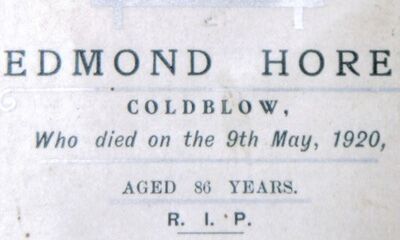 EDMOND HORE
COLDBLOW,
Who died on the 9th May, 1920,
AGED 86 YEARS.
R. I. P.